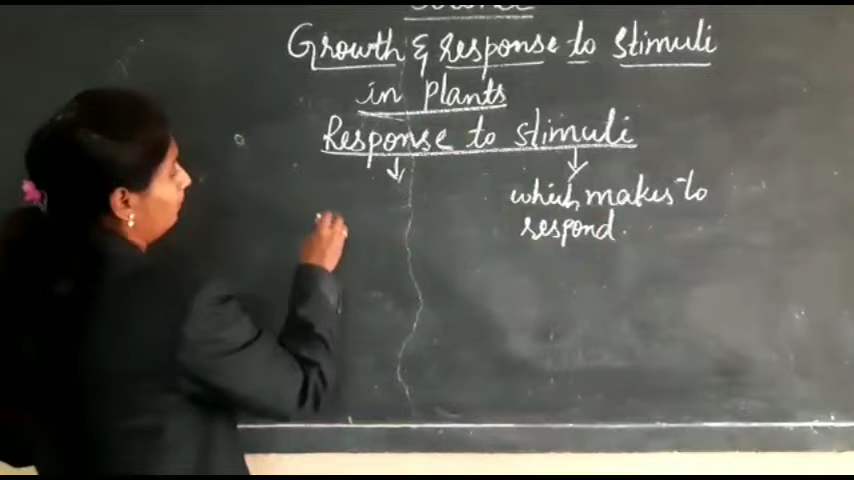 Growth & response to stimuli
in plants
Response to stimuli
which makes to
respond.